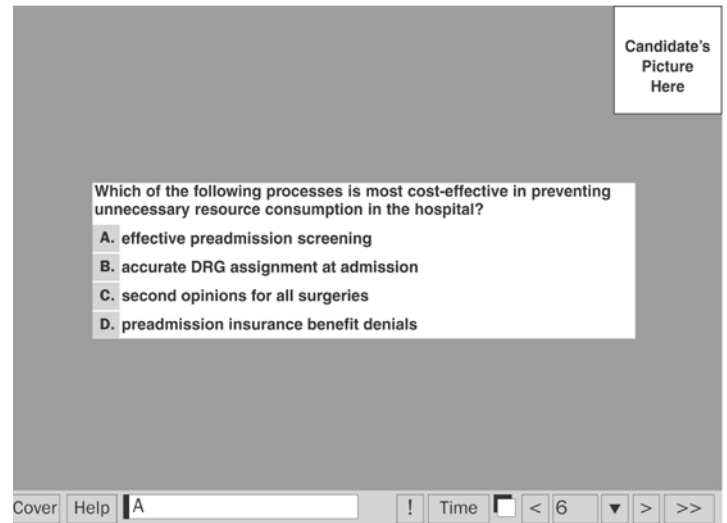 Candidate's
Picture
Here
Which of the following processes is most cost-effective in preventing
unnecessary resource consumption in the hospital?
A. effective preadmission screening
B. accurate DRG assignment at admission
C. second opinions for all surgeries
D. preadmission insurance benefit denials
Cover Help A ! Time < 6 ▼ > >>